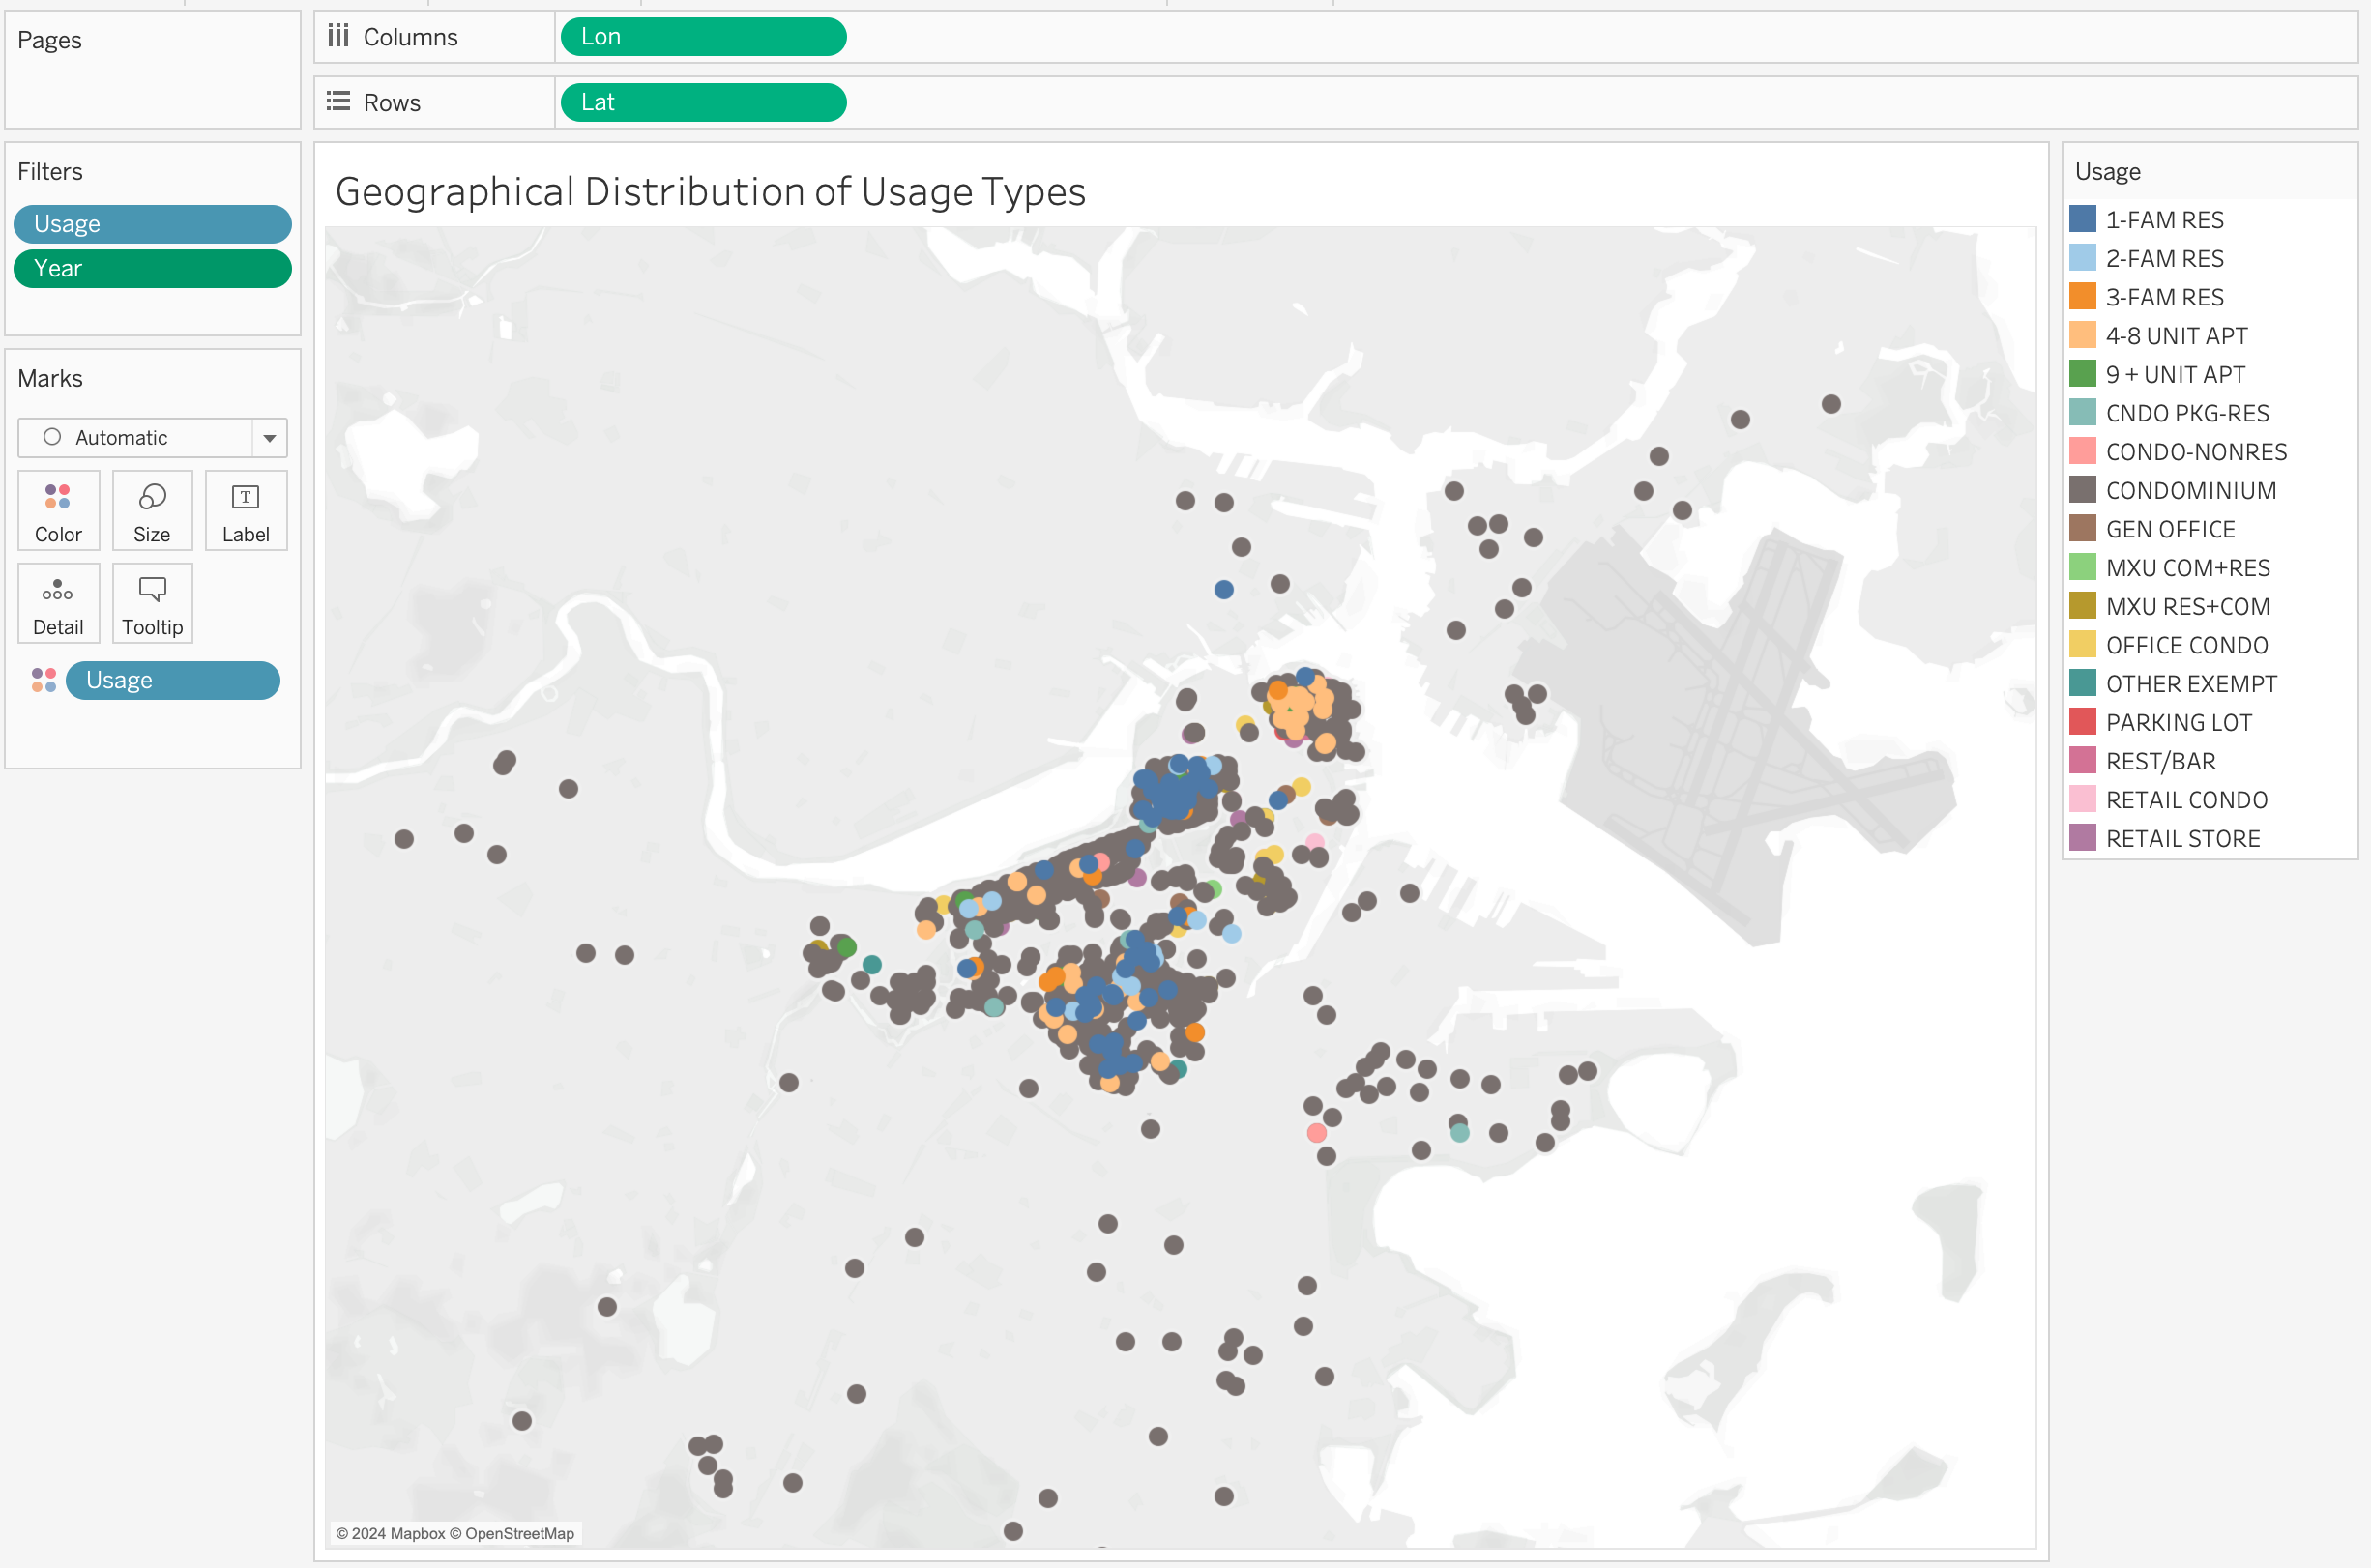 Pages
Columns
Lon
Rows
Lat
Filters
Usage
Year
Marks
Automatic
Color
Size
T
Label
Detail
Tooltip
Usage
Geographical Distribution of Usage Types
© 2024 Mapbox © OpenStreetMap
Usage
1-FAM RES
2-FAM RES
3-FAM RES
4-8 UNIT APT
9 + UNIT APT
CNDO PKG-RES
CONDO-NONRES
CONDOMINIUM
GEN OFFICE
MXU COM+RES
MXU RES+COM
OFFICE CONDO
OTHER EXEMPT
PARKING LOT
REST/BAR
RETAIL CONDO
RETAIL STORE